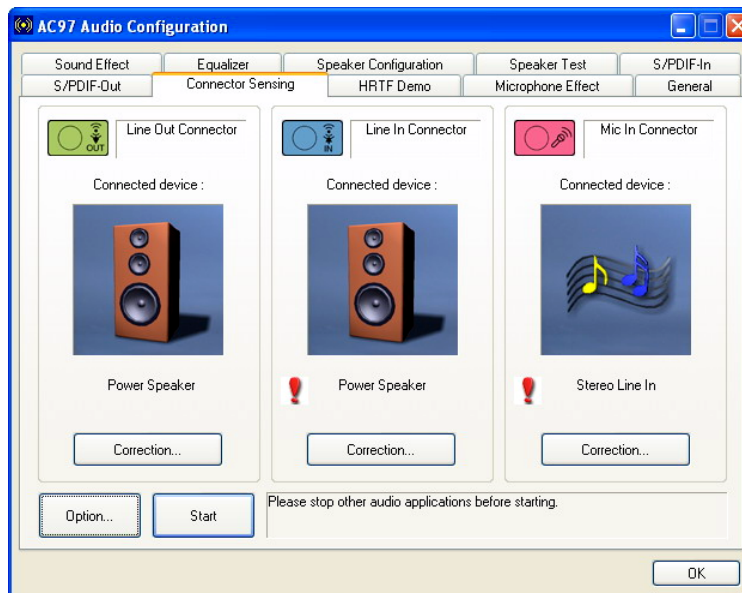 AC97 Audio Configuration
Sound Effect Equalizer Speaker Configuration Speaker Test S/PDIF-In
S/PDIF-Out Connector Sensing HRTF Demo Microphone Effect General
OUT Line Out Connector
IN Line In Connector
Mic In Connector
Connected device : Connected device : Connected device :
Power Speaker Power Speaker Stereo Line In
Correction... Correction... Correction...
Option... Start Please stop other audio applications before starting.
OK